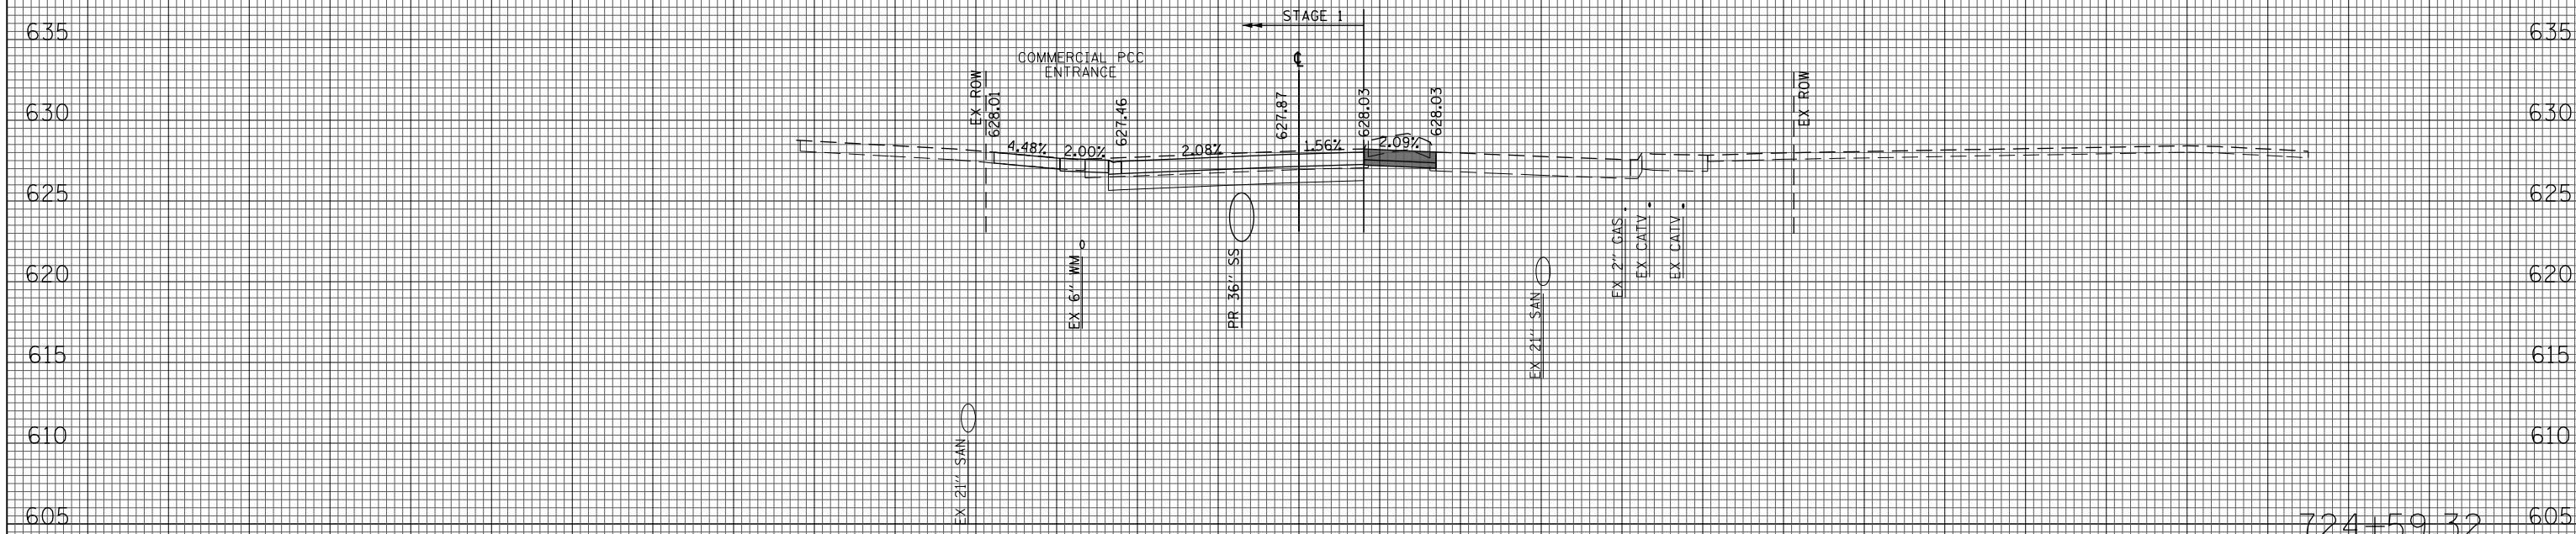 STAGE 1
635
635
COMMERCIAL PCC
ENTRANCE
℄
EX ROW
628.01
627.46
627.87
628.03
628.03
EX ROW
630
630
4.48%
2.00%
2.08%
1.56%
2.09%
625
625
EX 6" WM
PR 36" SS
EX 21" SAN
EX 2" GAS
EX CATV
EX CATV
620
620
615
615
EX 21" SAN
610
610
605
605
724+59.32